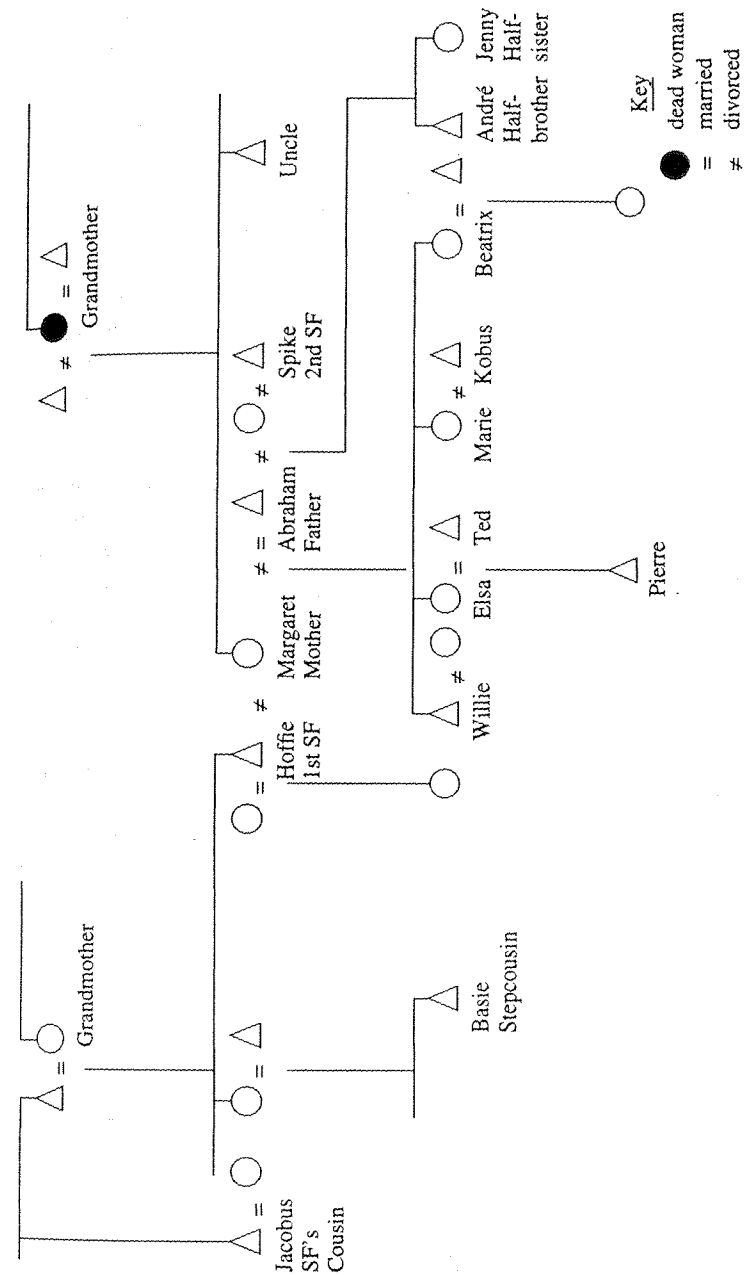 Grandmother
Grandmother
Jacobus
SF's
Cousin
Hoffie
1st SF
Margaret
Mother
Abraham
Father
Spike
2nd SF
Uncle
Basie
Stepcousin
Willie
Elsa
Ted
Marie
Kobus
Beatrix
André
Half-
brother
Jenny
Half-
sister
Pierre
Key
dead woman
= married
≠ divorced